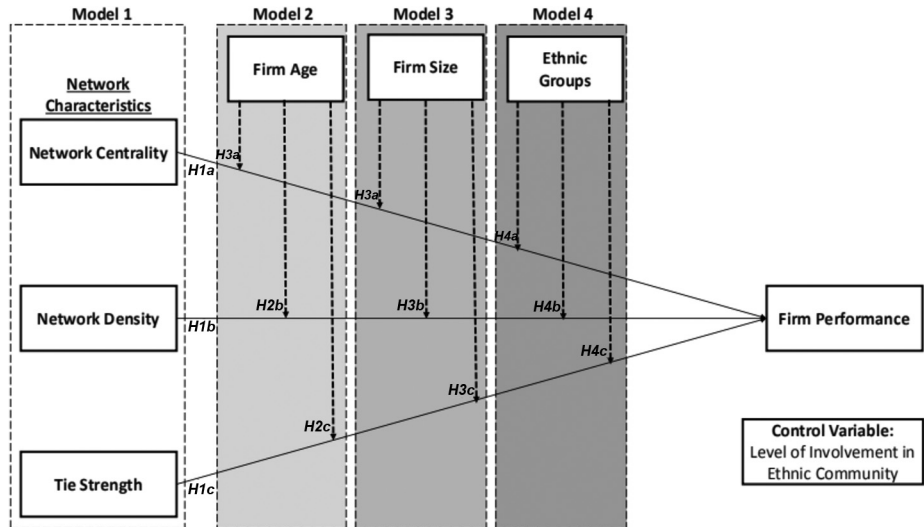 Model 1
Model 2
Model 3
Model 4
Network
Characteristics
Firm Age
Firm Size
Ethnic
Groups
Network Centrality
H1a
H3a
H3a
H4a
Network Density
H1b
H2b
H3b
H4b
Firm Performance
H4c
H3c
H2c
Tie Strength
H1c
Control Variable:
Level of Involvement in
Ethnic Community